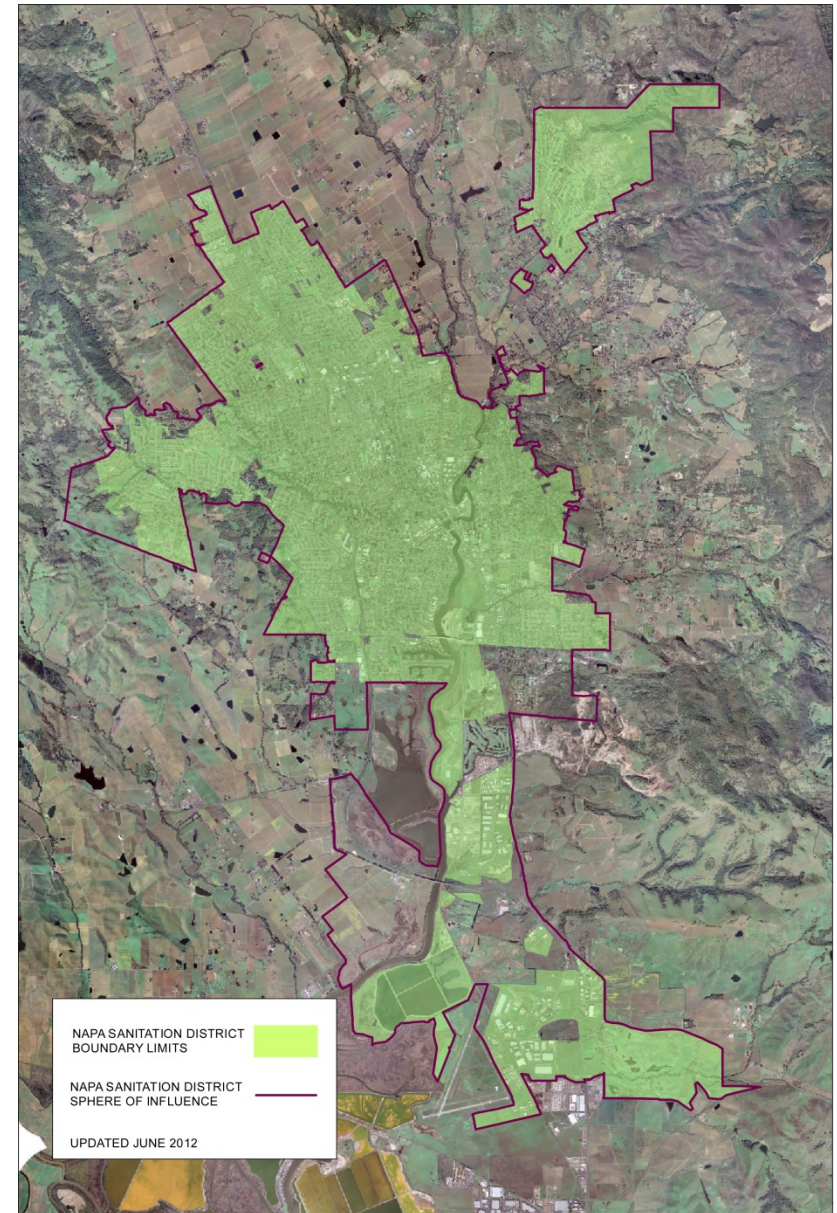 NAPA SANITATION DISTRICT
BOUNDARY LIMITS
NAPA SANITATION DISTRICT
SPHERE OF INFLUENCE
UPDATED JUNE 2012